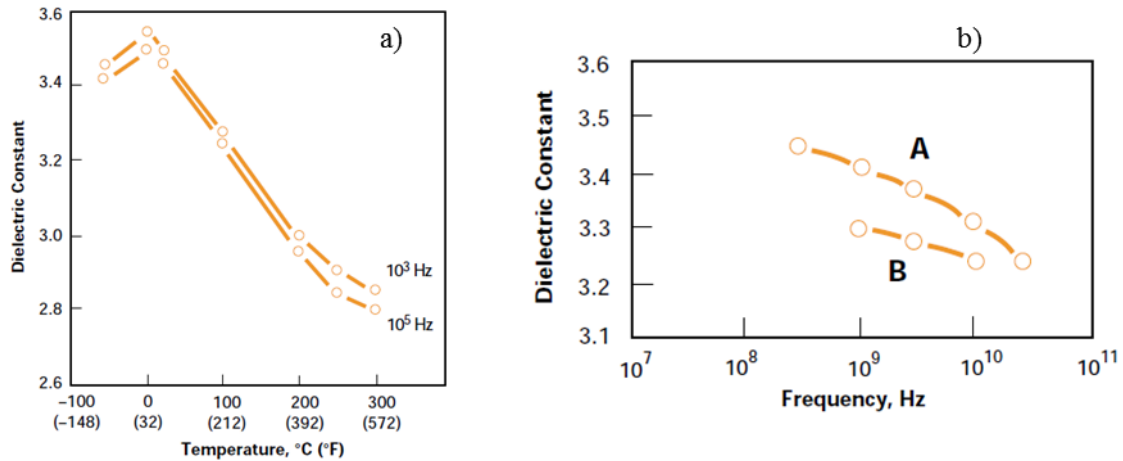 a)
3.6
3.4
3.2
3.0
2.8
2.6
Dielectric Constant
10³ Hz
10⁵ Hz
–100 0 100 200 300
(–148) (32) (212) (392) (572)
Temperature, °C (°F)
b)
3.6
3.5
3.4
3.3
3.2
3.1
Dielectric Constant
A
B
10⁷ 10⁸ 10⁹ 10¹⁰ 10¹¹
Frequency, Hz